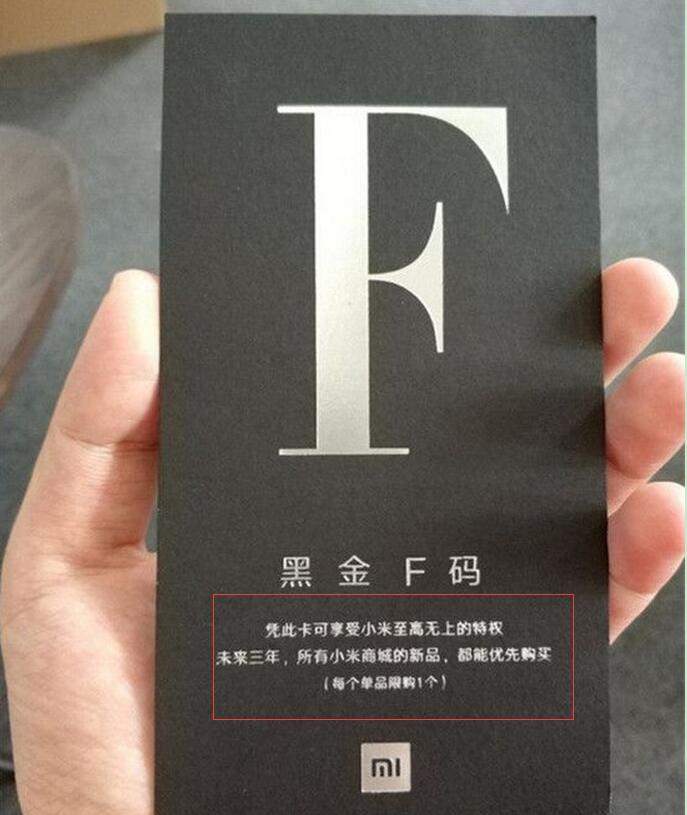 F
黑金F码
凭此卡可享受小米至高无上的特权
未来三年，所有小米商城的新品，都能优先购买
（每个单品限购1个）
mi